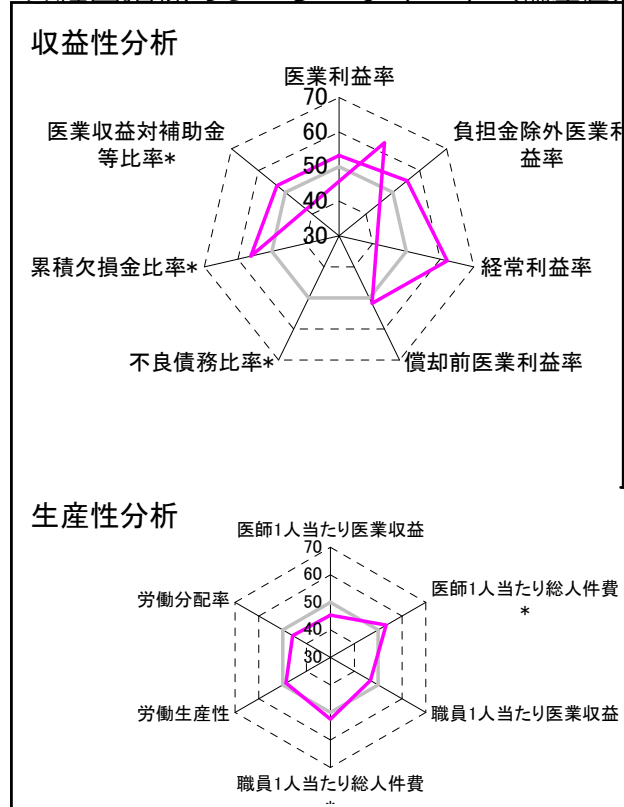 収益性分析
医業利益率
70
60
50
40
30
負担金除外医業利
益率
経常利益率
償却前医業利益率
不良債務比率*
累積欠損金比率*
医業収益対補助金
等比率*
生産性分析
医師1人当たり医業収益
70
60
50
40
30
医師1人当たり総人件費
*
職員1人当たり医業収益
職員1人当たり総人件費
*
労働生産性
労働分配率